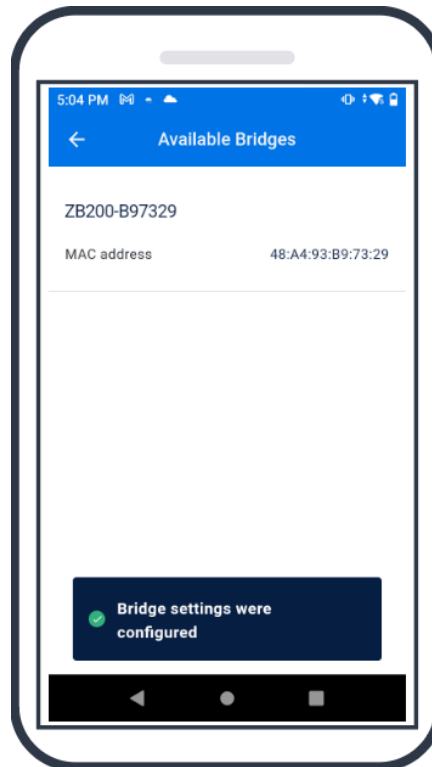 5:04 PM
Available Bridges
ZB200-B97329
MAC address 48:A4:93:B9:73:29
Bridge settings were
configured